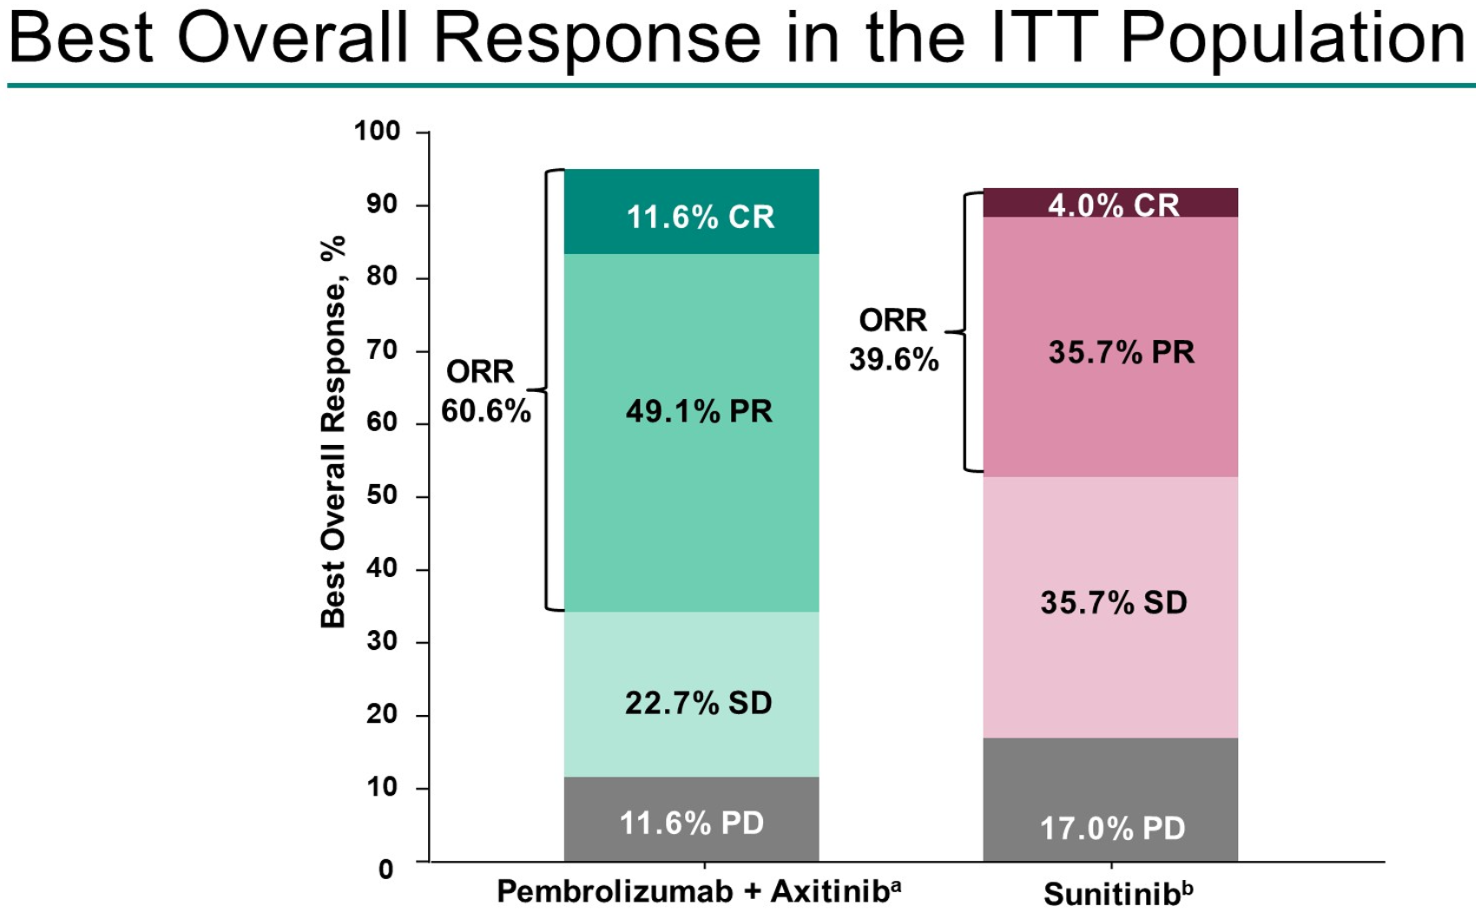 Best Overall Response in the ITT Population
Best Overall Response, %
100
90
80
70
60
50
40
30
20
10
0
ORR
60.6%
11.6% CR
49.1% PR
22.7% SD
11.6% PD
ORR
39.6%
4.0% CR
35.7% PR
35.7% SD
17.0% PD
Pembrolizumab + Axitinibᵃ
Sunitinibᵇ